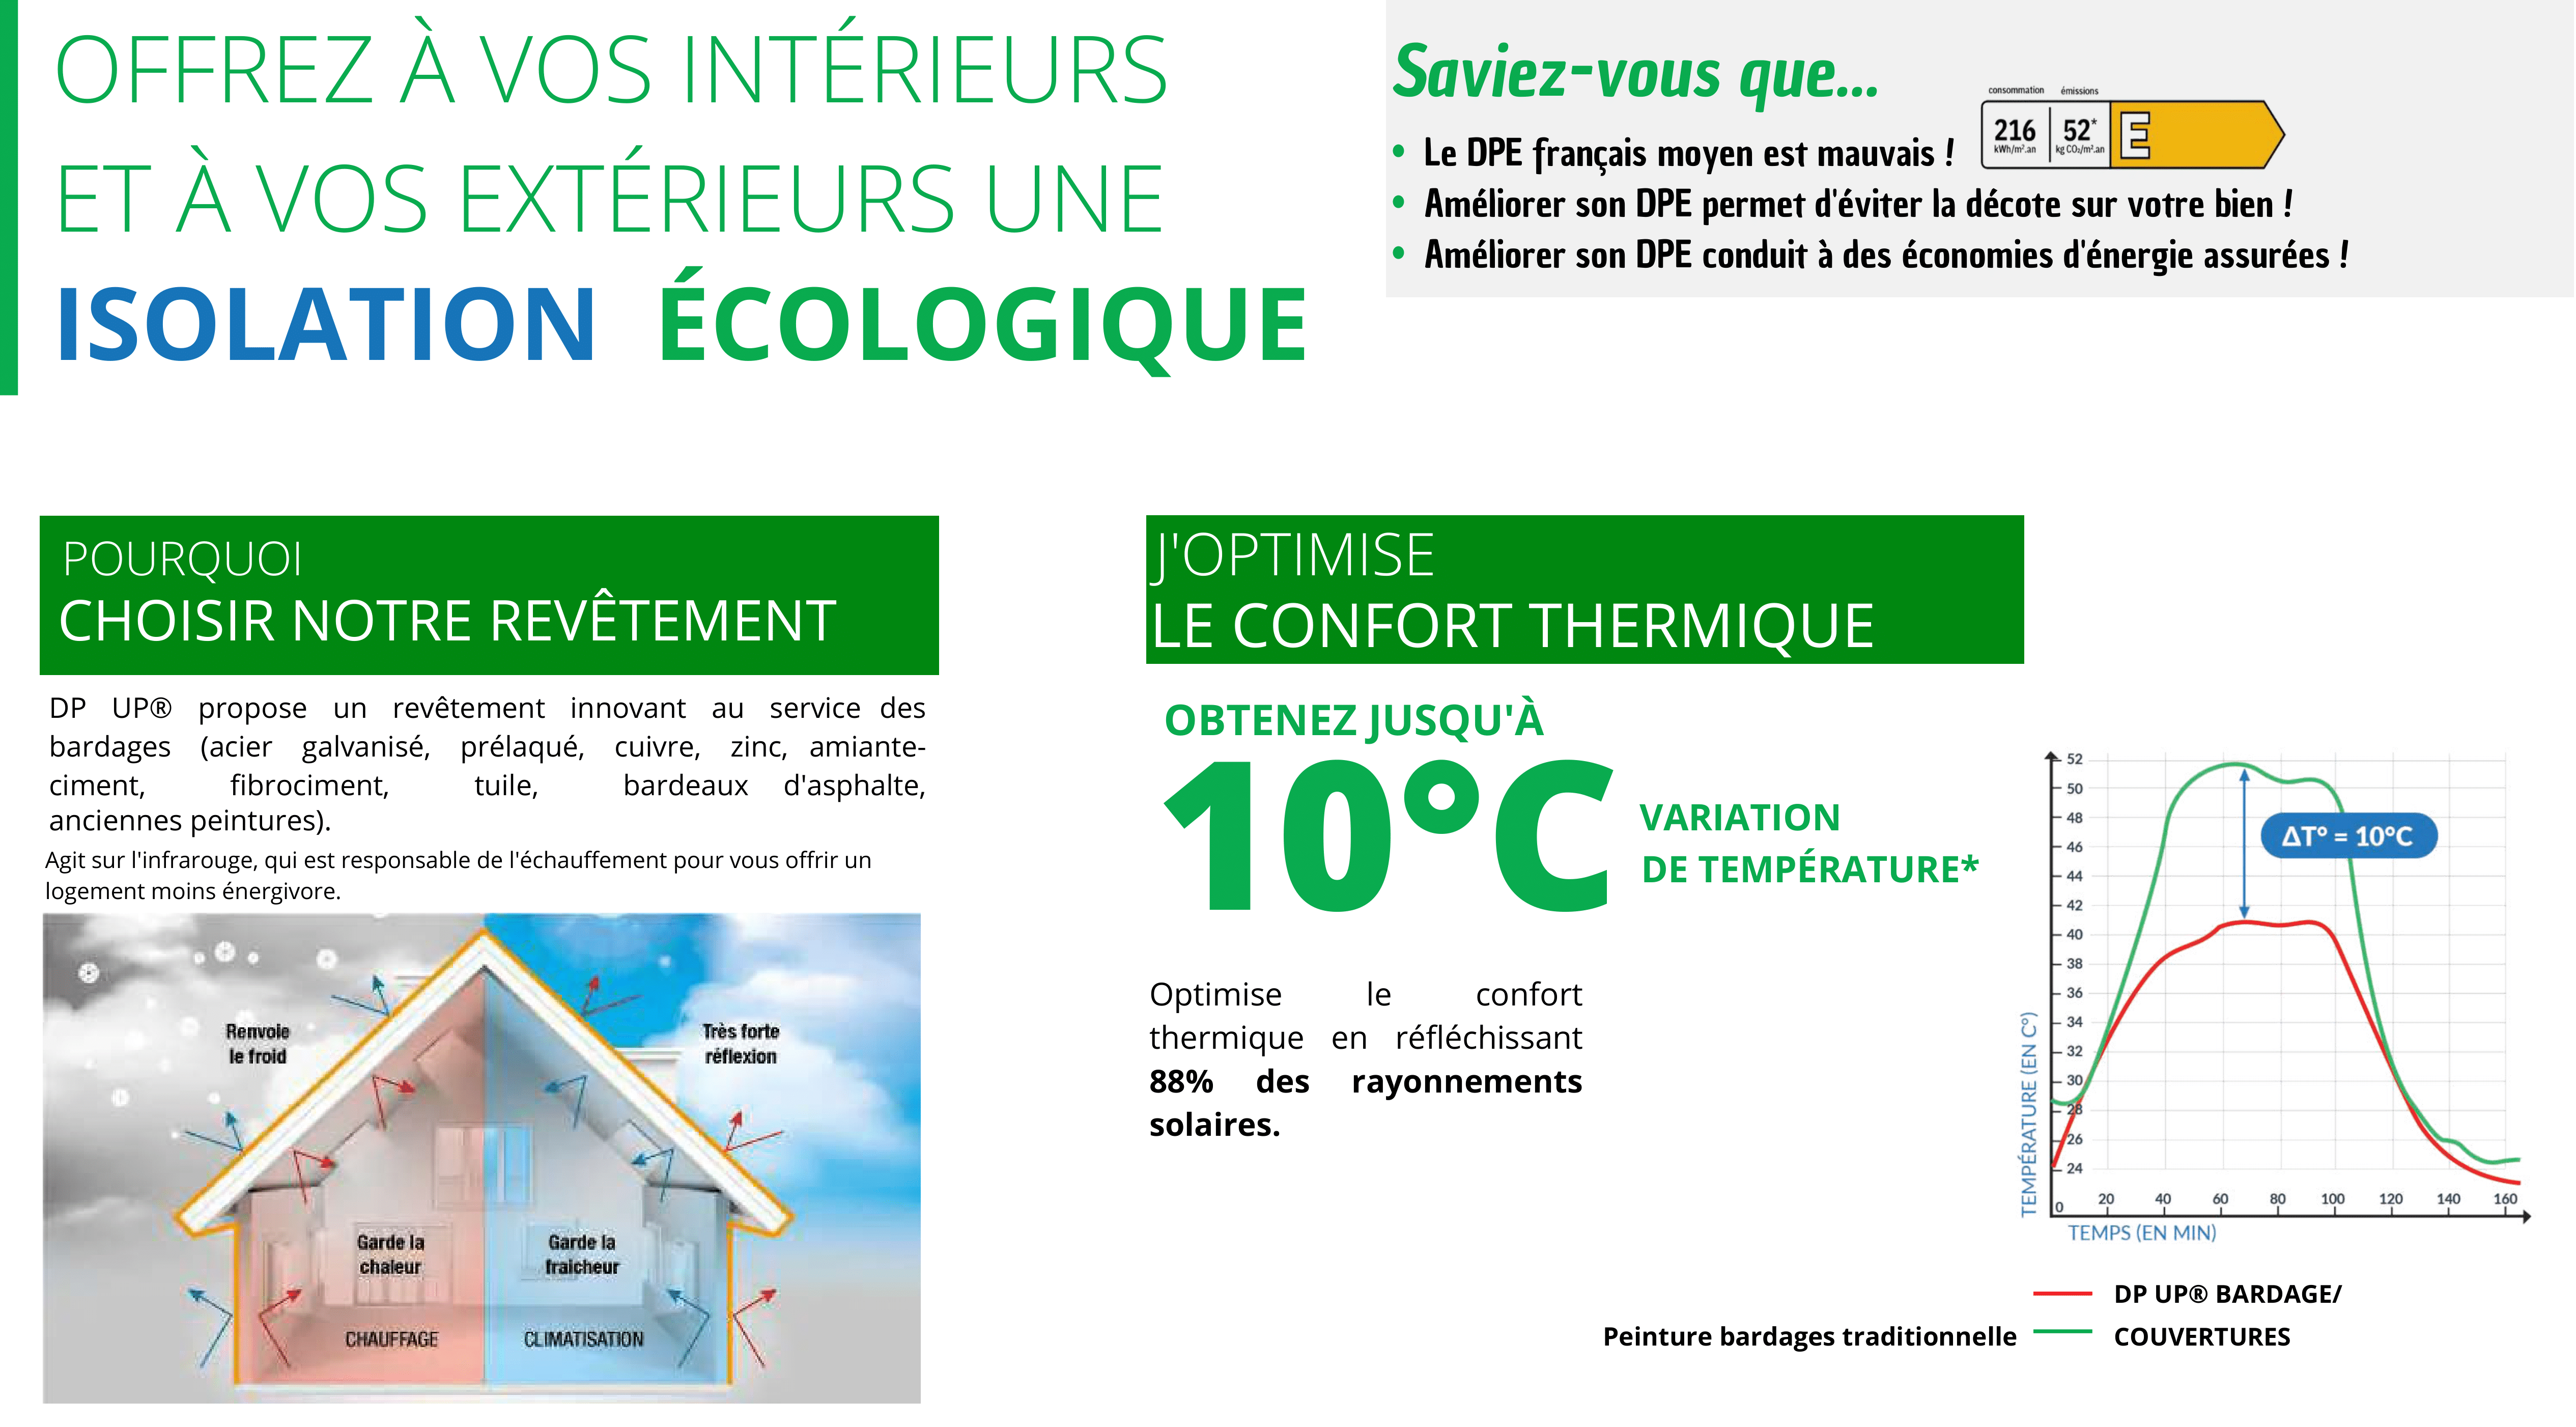 OFFREZ À VOS INTÉRIEURS
ET À VOS EXTÉRIEURS UNE
ISOLATION ÉCOLOGIQUE
Saviez-vous que...
consommation émissions
216 52* E
kWh/m².an kg CO₂/m².an
• Le DPE français moyen est mauvais !
• Améliorer son DPE permet d'éviter la décote sur votre bien !
• Améliorer son DPE conduit à des économies d'énergie assurées !
POURQUOI
CHOISIR NOTRE REVÊTEMENT
DP UP® propose un revêtement innovant au service des
bardages (acier galvanisé, prélaqué, cuivre, zinc, amiante-
ciment, fibrociment, tuile, bardeaux d'asphalte,
anciennes peintures).
Agit sur l'infrarouge, qui est responsable de l'échauffement pour vous offrir un
logement moins énergivore.
Renvoie
le froid
Très forte
réflexion
Garde la
chaleur
Garde la
fraicheur
CHAUFFAGE
CLIMATISATION
J'OPTIMISE
LE CONFORT THERMIQUE
OBTENEZ JUSQU'À
10°C
VARIATION
DE TEMPÉRATURE*
Optimise le confort
thermique en réfléchissant
88% des rayonnements
solaires.
TEMPÉRATURE (EN C°)
52
50
48
46
44
42
40
38
36
34
32
30
28
26
24
0 20 40 60 80 100 120 140 160
ΔT° = 10°C
TEMPS (EN MIN)
DP UP® BARDAGE/
Peinture bardages traditionnelle COUVERTURES